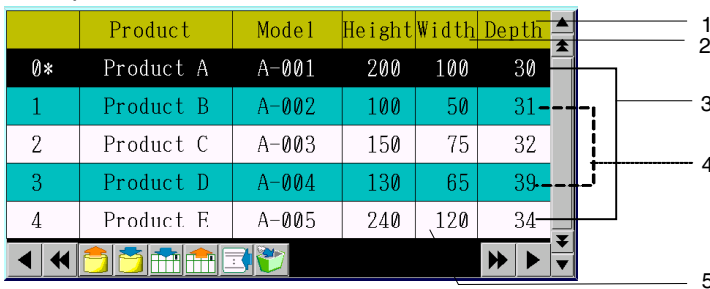 Product Model Height Width Depth
0* Product A A-001 200 100 30
1 Product B A-002 100 50 31
2 Product C A-003 150 75 32
3 Product D A-004 130 65 39
4 Product E A-005 240 120 34
1
2
3
4
5